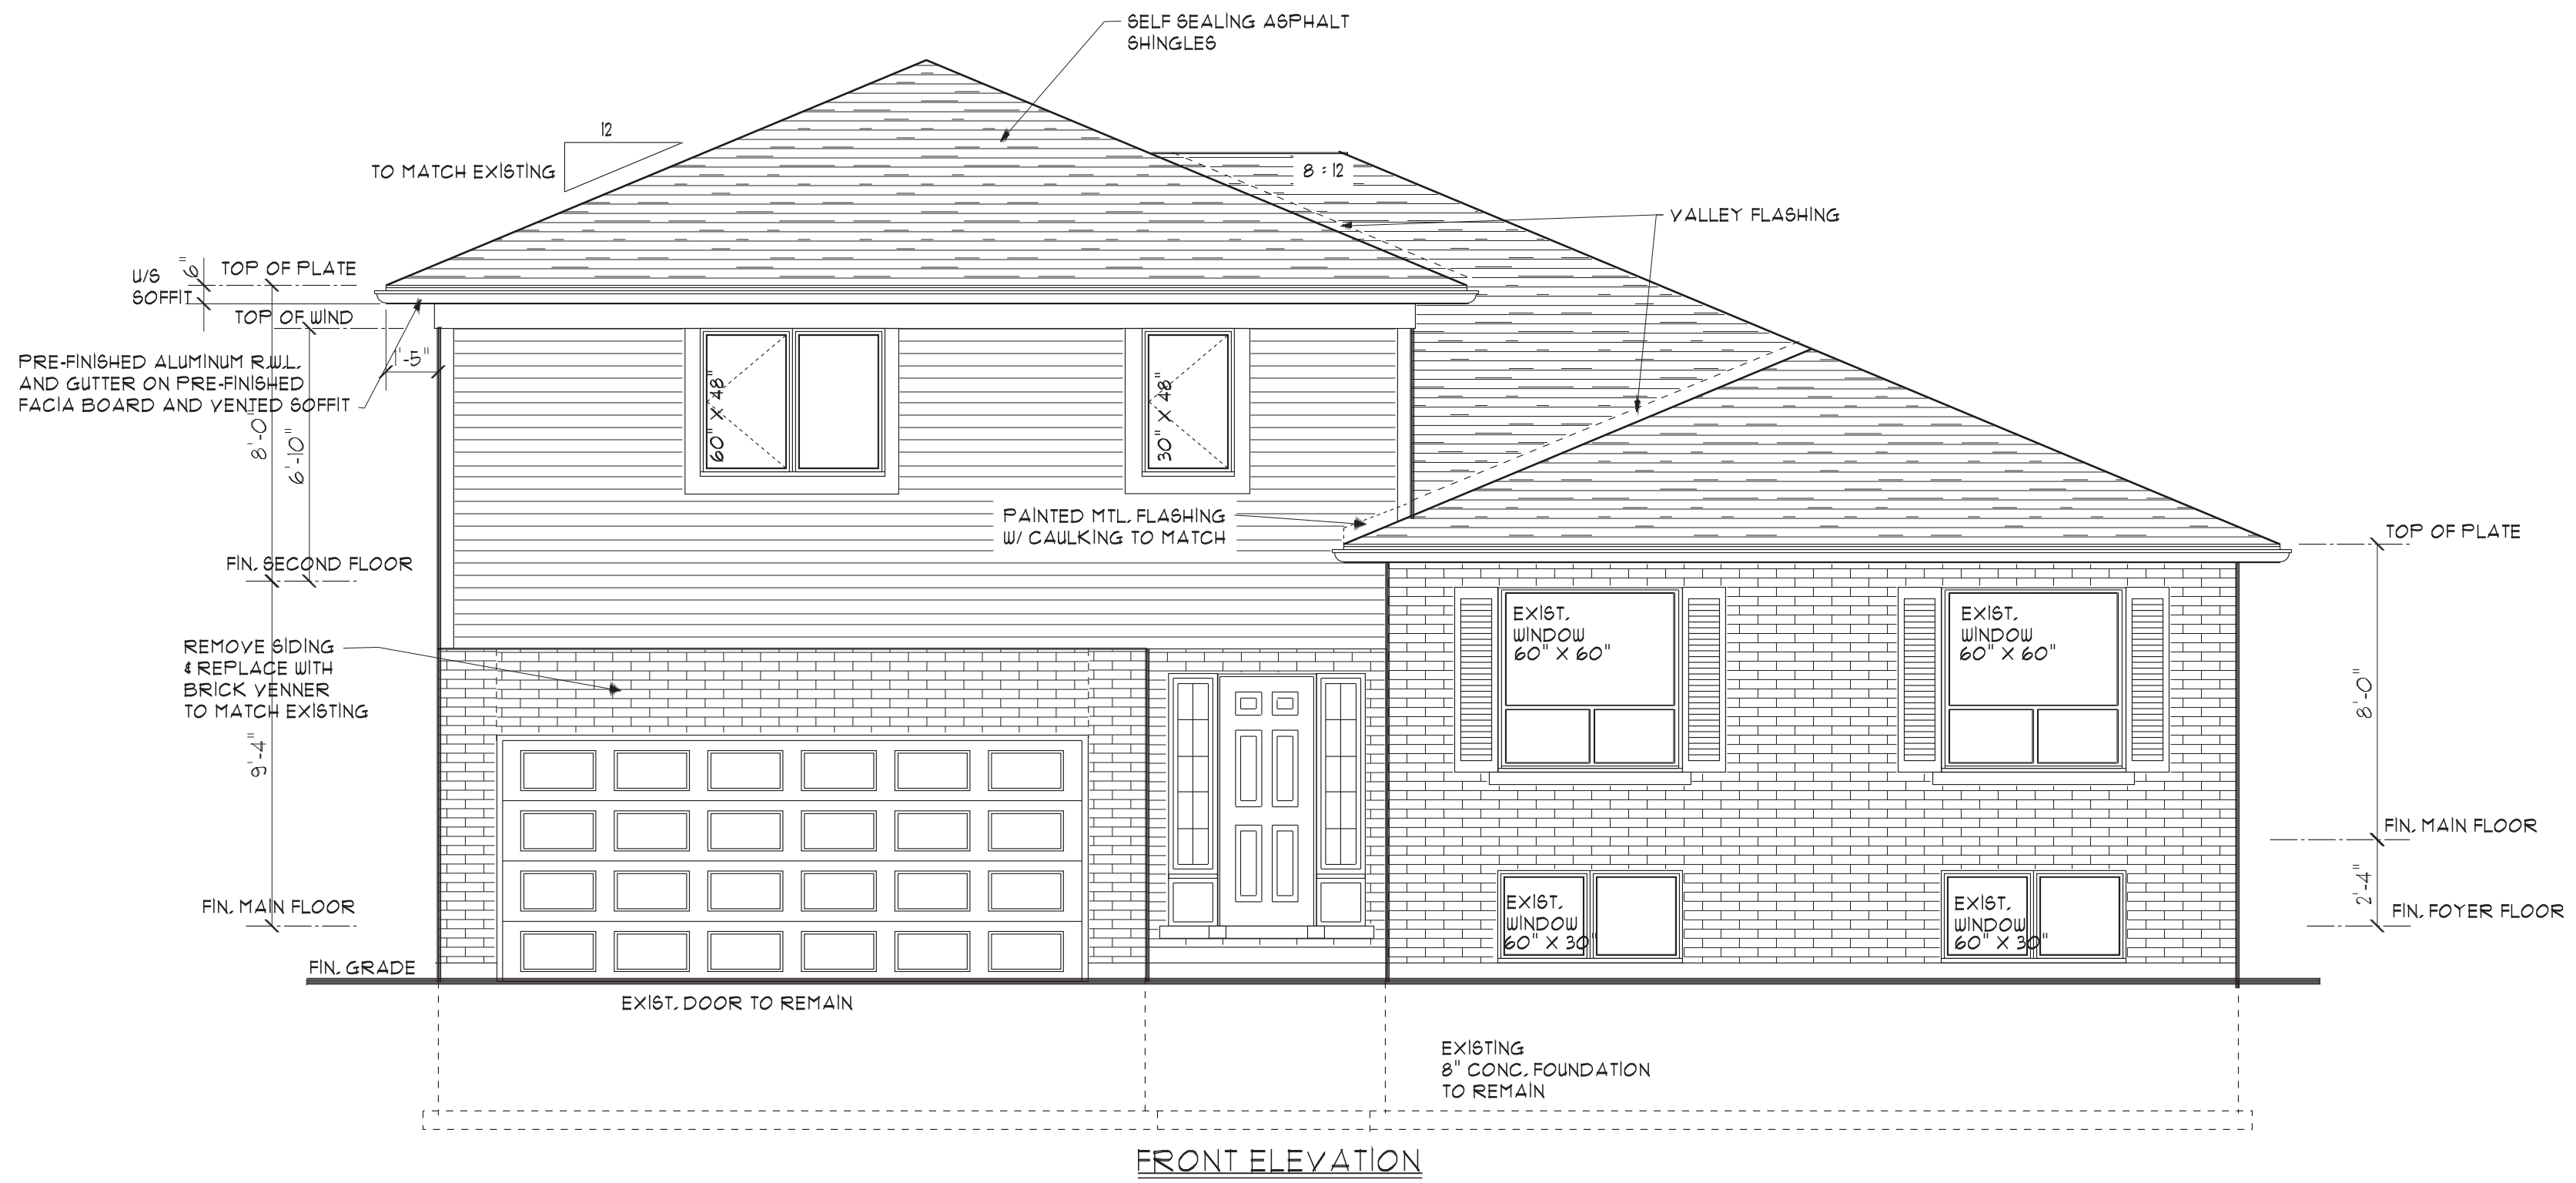 SELF SEALING ASPHALT
SHINGLES
12
TO MATCH EXISTING
8 : 12
VALLEY FLASHING
U/S
SOFFIT
6"
TOP OF PLATE
TOP OF WIND
1'-5"
PRE-FINISHED ALUMINUM R.W.L.
AND GUTTER ON PRE-FINISHED
FACIA BOARD AND VENTED SOFFIT
8'-0"
6'-10"
60" X 48"
30" X 48"
PAINTED MTL. FLASHING
W/ CAULKING TO MATCH
TOP OF PLATE
FIN. SECOND FLOOR
REMOVE SIDING
& REPLACE WITH
BRICK VENNER
TO MATCH EXISTING
9'-4"
EXIST.
WINDOW
60" X 60"
EXIST.
WINDOW
60" X 60"
8'-0"
FIN. MAIN FLOOR
2'-4"
FIN. FOYER FLOOR
FIN. MAIN FLOOR
EXIST.
WINDOW
60" X 30"
EXIST.
WINDOW
60" X 30"
FIN. GRADE
EXIST. DOOR TO REMAIN
EXISTING
8" CONC. FOUNDATION
TO REMAIN
FRONT ELEVATION